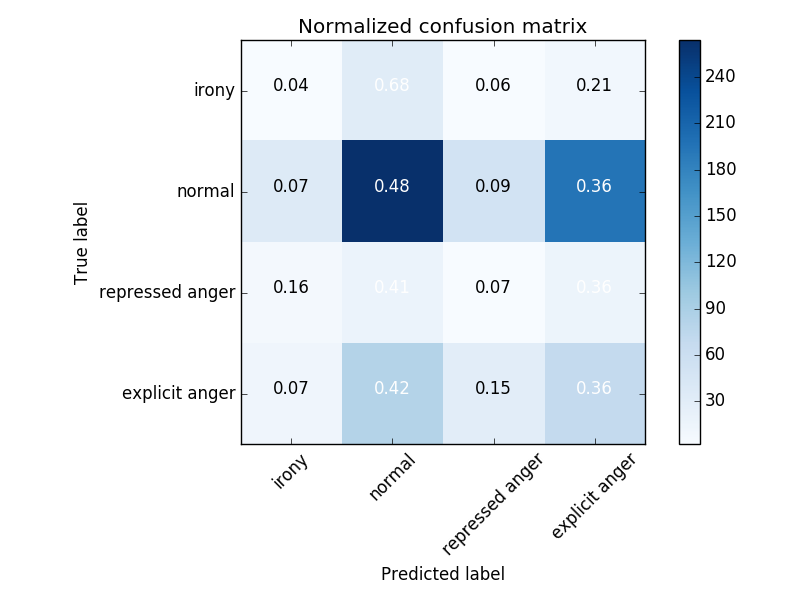 Normalized confusion matrix
True label
irony 0.04 0.68 0.06 0.21
normal 0.07 0.48 0.09 0.36
repressed anger 0.16 0.41 0.07 0.36
explicit anger 0.07 0.42 0.15 0.36
irony normal repressed anger explicit anger
Predicted label
240
210
180
150
120
90
60
30